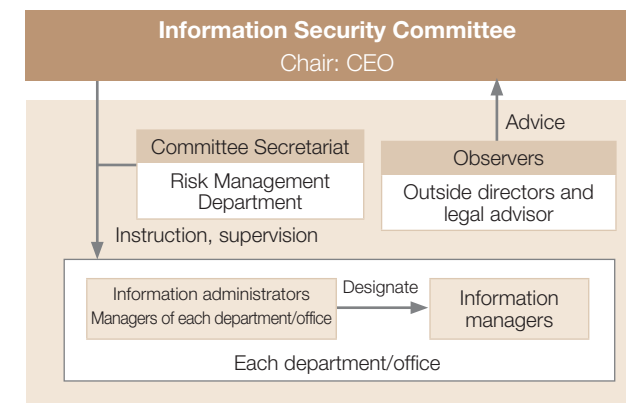 Information Security Committee
Chair: CEO
Advice
Committee Secretariat
Risk Management
Department
Observers
Outside directors and
legal advisor
Instruction, supervision
Information administrators
Managers of each department/office
Designate
Information
managers
Each department/office